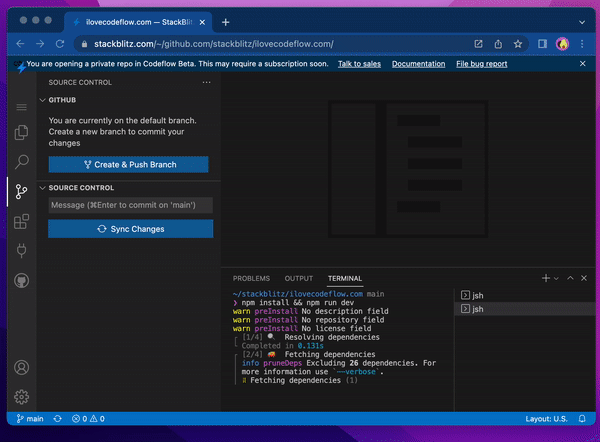 ilovecodeflow.com — StackBlitz
stackblitz.com/~/github.com/stackblitz/ilovecodeflow.com/
You are opening a private repo in Codeflow Beta. This may require a subscription soon. Talk to sales Documentation File bug report
SOURCE CONTROL
GITHUB
You are currently on the default branch.
Create a new branch to commit your
changes
Create & Push Branch
SOURCE CONTROL
Message (⌘Enter to commit on 'main')
Sync Changes
PROBLEMS OUTPUT TERMINAL
~/stackblitz/ilovecodeflow.com main
❯ npm install && npm run dev
warn preInstall No description field
warn preInstall No repository field
warn preInstall No license field
[1/4] 🔍 Resolving dependencies
Completed in 0.131s
[2/4] 🚚 Fetching dependencies
info pruneDeps Excluding 26 dependencies. For
more information use `--verbose`.
Fetching dependencies (1)
jsh
jsh
main 0 0 Layout: U.S.